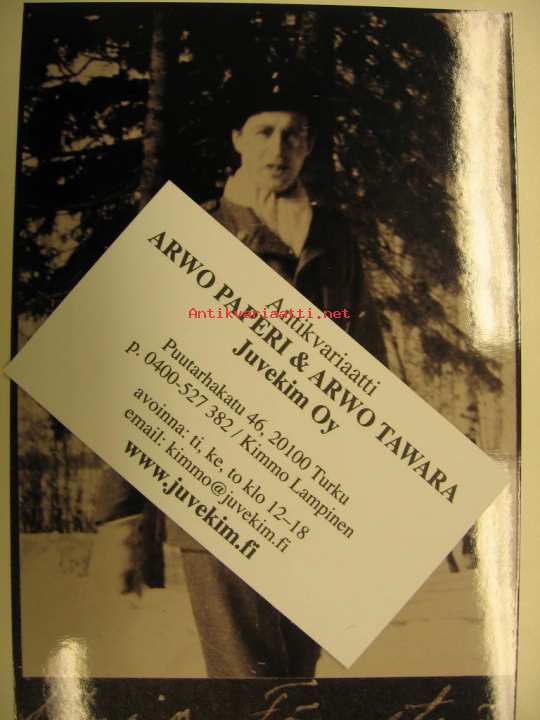 Antikvariaatti
ARWO PAPERI & ARWO TAWARA
Juvekim Oy
Puutarhakatu 46, 20100 Turku
p. 0400-527 382 / Kimmo Lampinen
avoinna: ti, ke, to klo 12–18
email: kimmo@juvekim.fi
www.juvekim.fi
Antikvariaatti.net